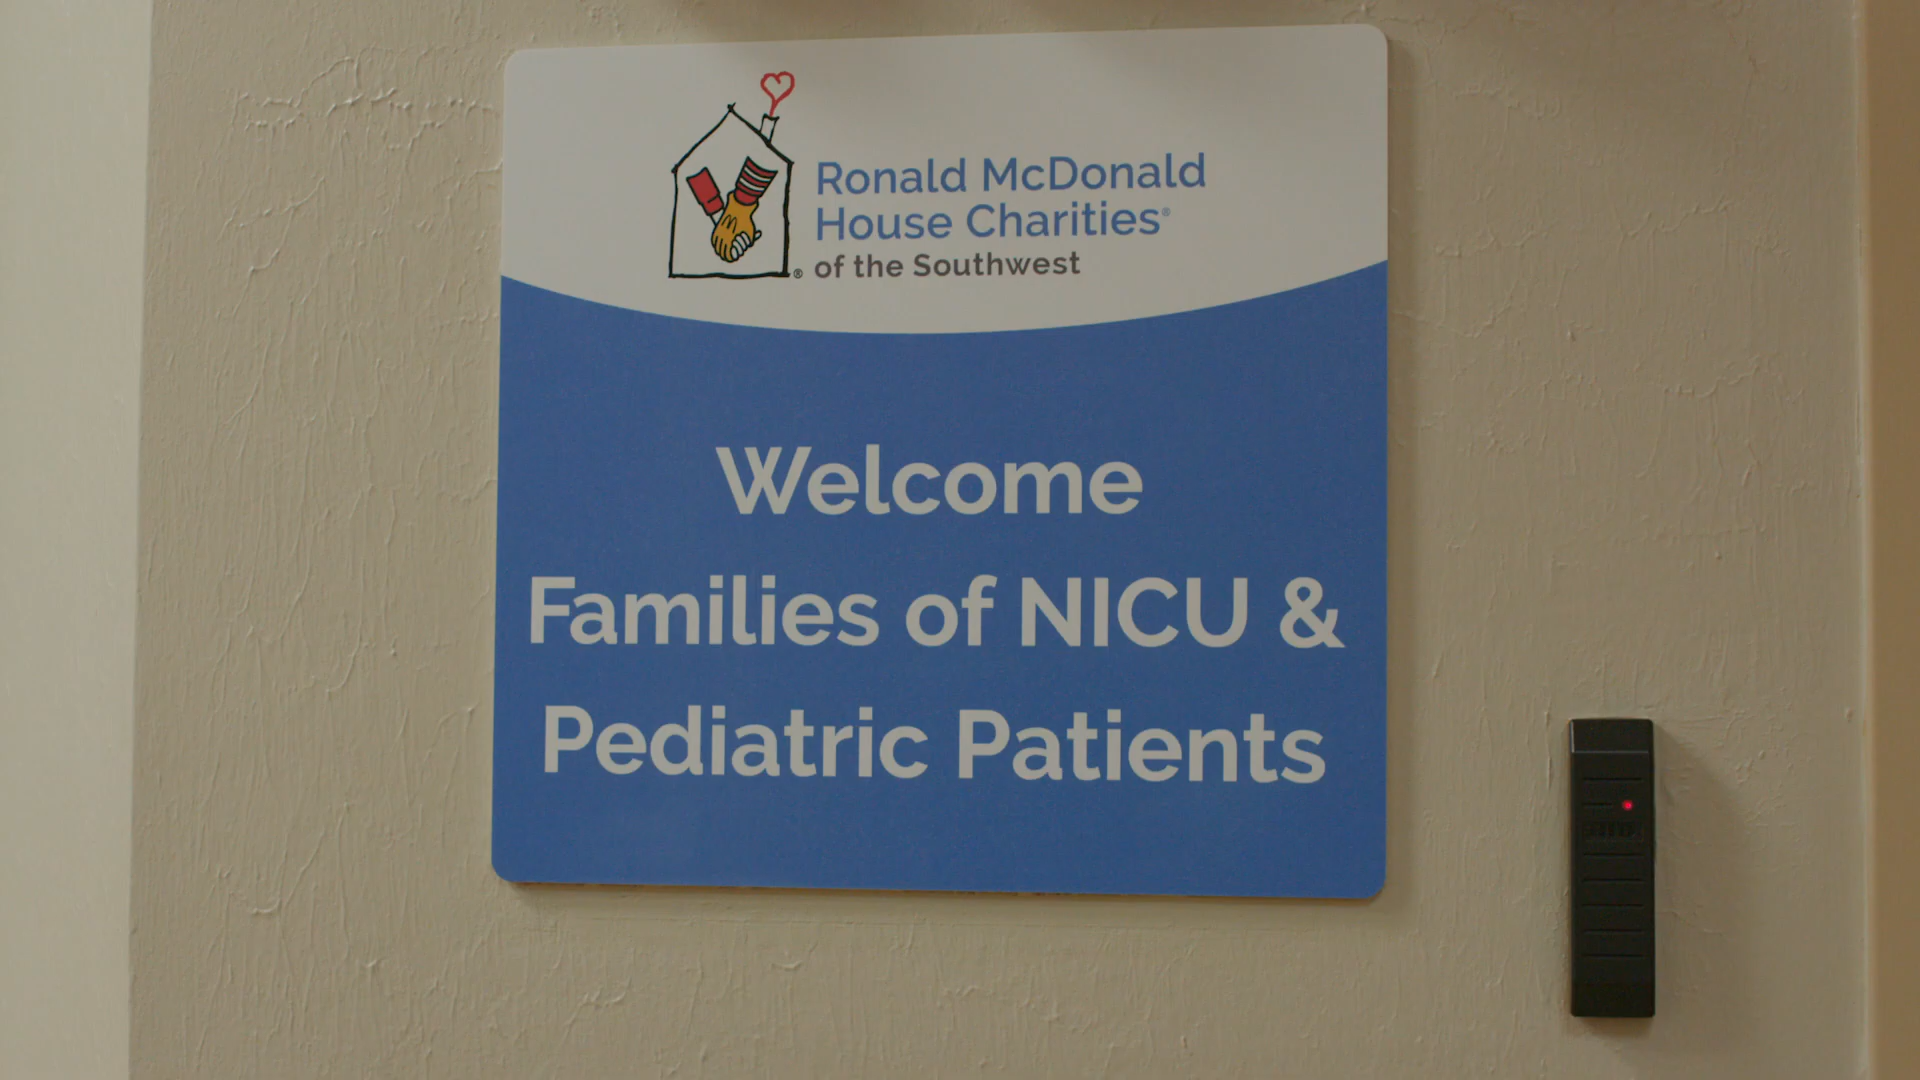 Ronald McDonald
House Charities®
® of the Southwest
Welcome
Families of NICU &
Pediatric Patients